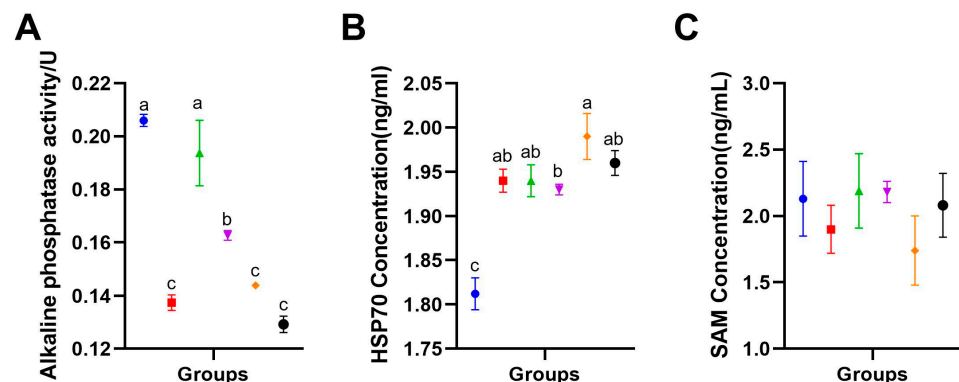 A
B
C
Alkaline phosphatase activity/U
0.22
0.20
0.18
0.16
0.14
0.12
a
a
b
c
c
c
Groups
HSP70 Concentration(ng/ml)
2.05
2.00
1.95
1.90
1.85
1.80
1.75
a
ab ab
b
ab
c
Groups
SAM Concentration(ng/mL)
3.0
2.5
2.0
1.5
1.0
Groups